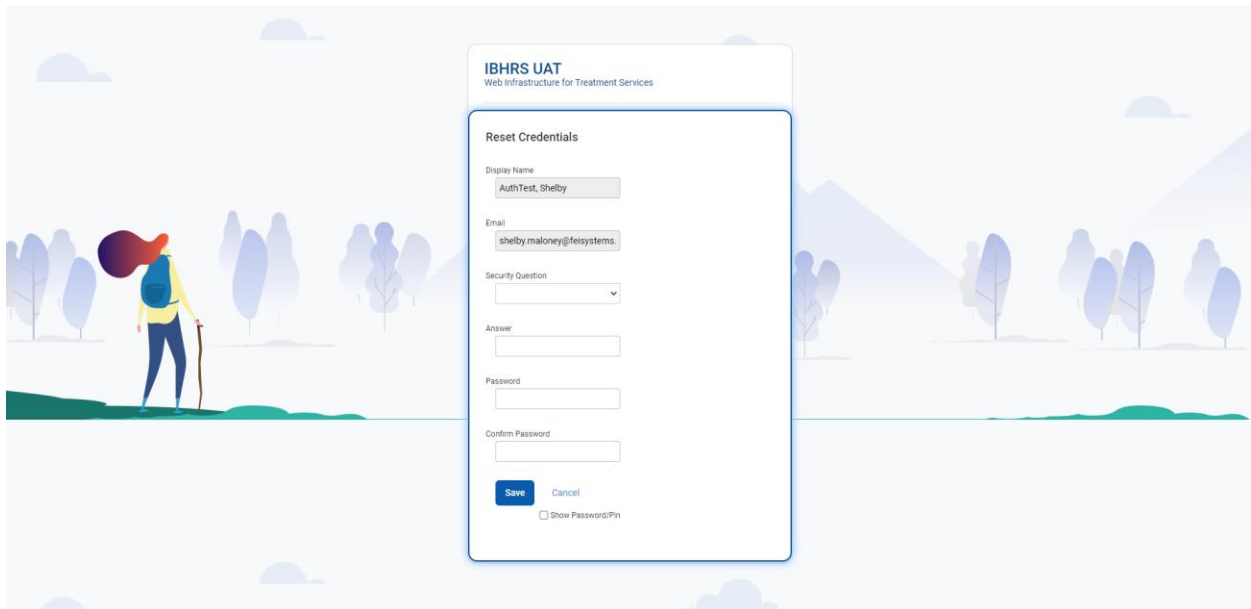 IBHRS UAT
Web Infrastructure for Treatment Services
Reset Credentials
Display Name
AuthTest, Shelby
Email
shelby.maloney@feisystems.
Security Question
Answer
Password
Confirm Password
Save Cancel
Show Password/Pin